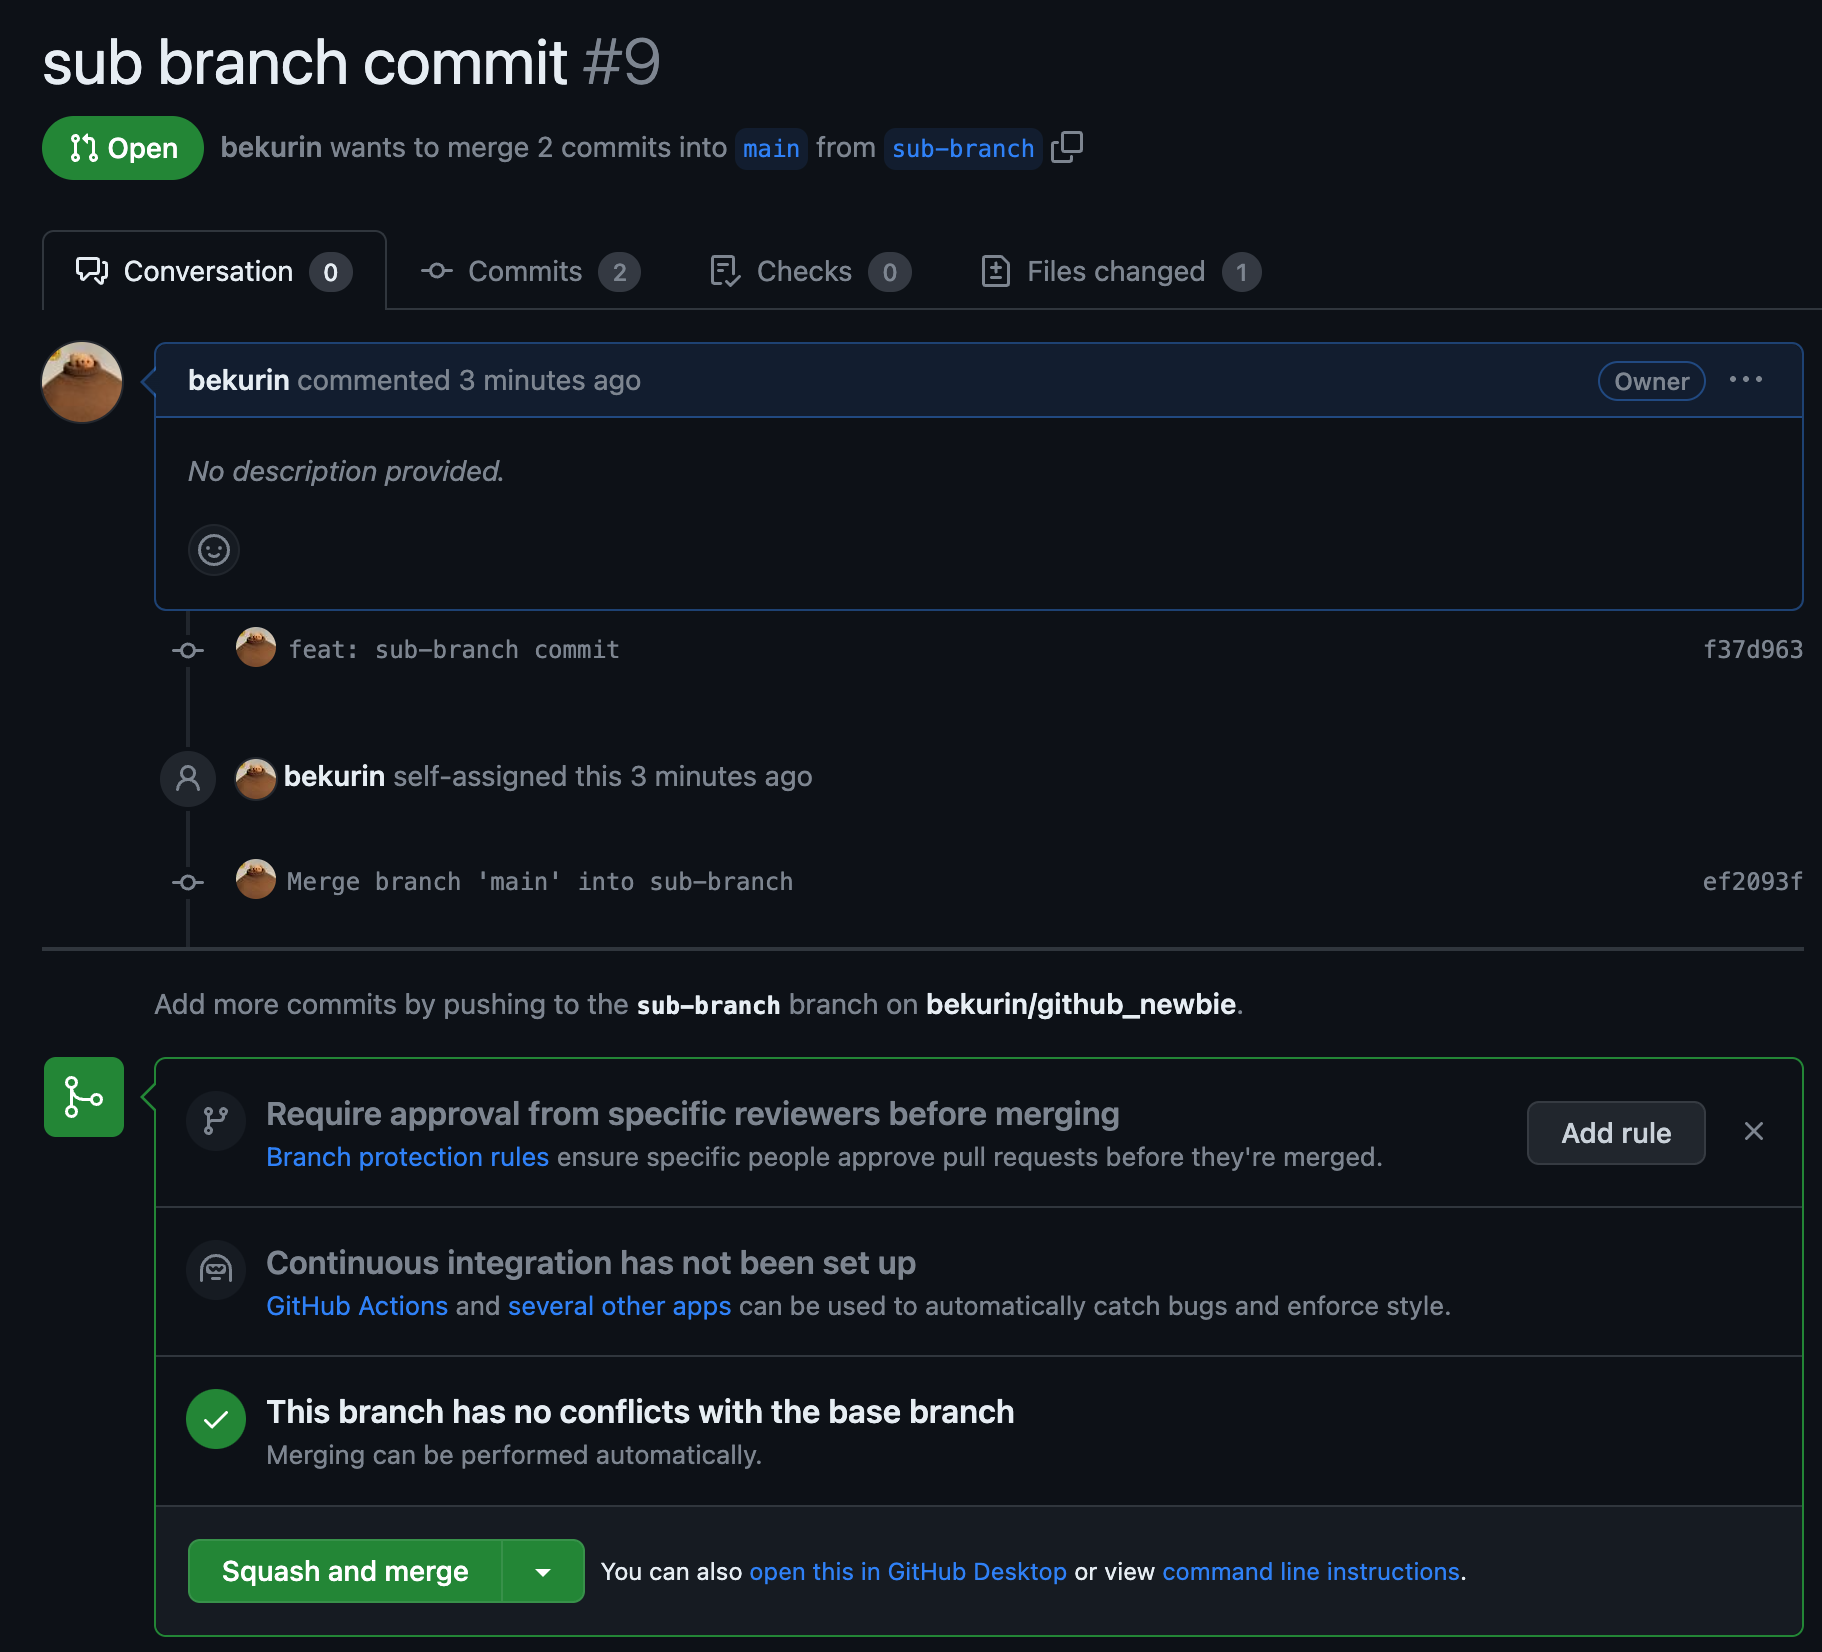 sub branch commit #9
Open bekurin wants to merge 2 commits into main from sub-branch
Conversation 0 Commits 2 Checks 0 Files changed 1
bekurin commented 3 minutes ago Owner
No description provided.
feat: sub-branch commit f37d963
bekurin self-assigned this 3 minutes ago
Merge branch 'main' into sub-branch ef2093f
Add more commits by pushing to the sub-branch branch on bekurin/github_newbie.
Require approval from specific reviewers before merging
Branch protection rules ensure specific people approve pull requests before they're merged.
Add rule
Continuous integration has not been set up
GitHub Actions and several other apps can be used to automatically catch bugs and enforce style.
This branch has no conflicts with the base branch
Merging can be performed automatically.
Squash and merge You can also open this in GitHub Desktop or view command line instructions.